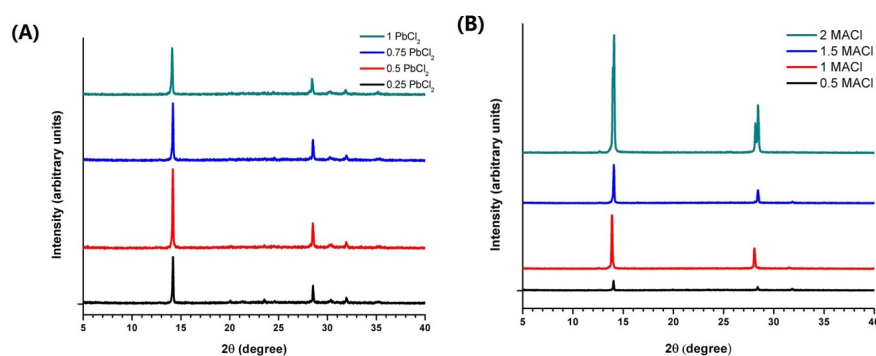 (A)
1 PbCl₂
0.75 PbCl₂
0.5 PbCl₂
0.25 PbCl₂
Intensity (arbitrary units)
5 10 15 20 25 30 35 40
2θ (degree)
(B)
2 MACl
1.5 MACl
1 MACl
0.5 MACl
Intensity (arbitrary units)
5 10 15 20 25 30 35 40
2θ (degree)